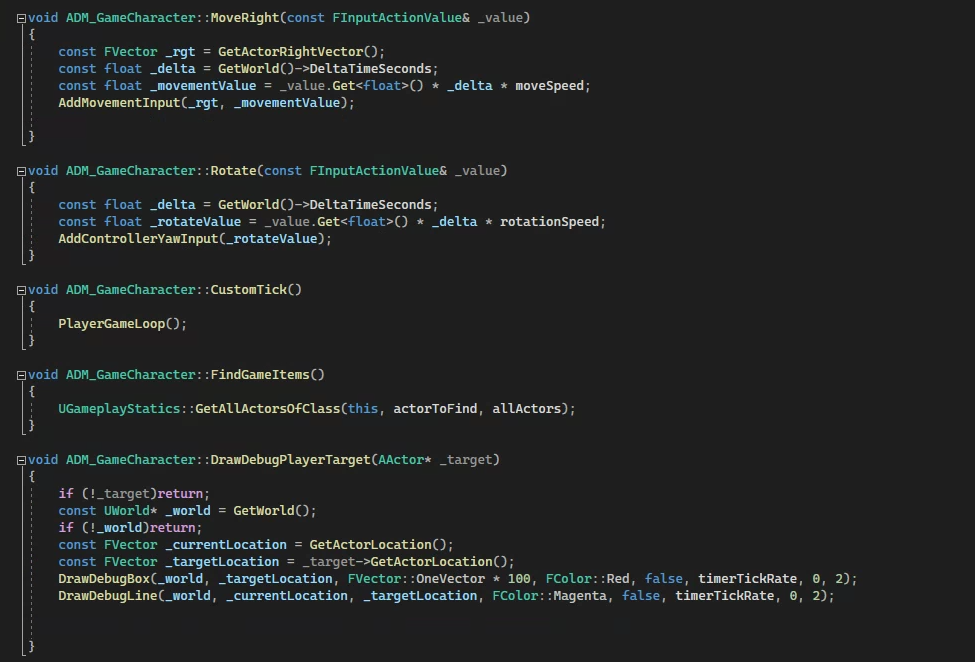 void ADM_GameCharacter::MoveRight(const FInputActionValue& _value)
{
const FVector _rgt = GetActorRightVector();
const float _delta = GetWorld()->DeltaTimeSeconds;
const float _movementValue = _value.Get<float>() * _delta * moveSpeed;
AddMovementInput(_rgt, _movementValue);
}
void ADM_GameCharacter::Rotate(const FInputActionValue& _value)
{
const float _delta = GetWorld()->DeltaTimeSeconds;
const float _rotateValue = _value.Get<float>() * _delta * rotationSpeed;
AddControllerYawInput(_rotateValue);
}
void ADM_GameCharacter::CustomTick()
{
PlayerGameLoop();
}
void ADM_GameCharacter::FindGameItems()
{
UGameplayStatics::GetAllActorsOfClass(this, actorToFind, allActors);
}
void ADM_GameCharacter::DrawDebugPlayerTarget(AActor* _target)
{
if (!_target)return;
const UWorld* _world = GetWorld();
if (!_world)return;
const FVector _currentLocation = GetActorLocation();
const FVector _targetLocation = _target->GetActorLocation();
DrawDebugBox(_world, _targetLocation, FVector::OneVector * 100, FColor::Red, false, timerTickRate, 0, 2);
DrawDebugLine(_world, _currentLocation, _targetLocation, FColor::Magenta, false, timerTickRate, 0, 2);
}